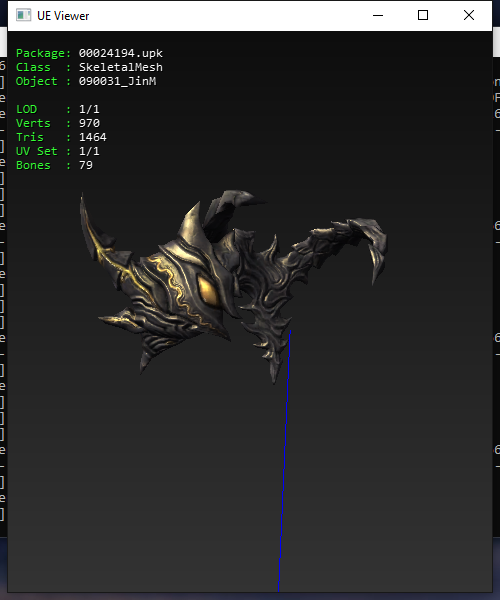 UE Viewer
Package: 00024194.upk
Class : SkeletalMesh
Object : 090031_JinM
LOD : 1/1
Verts : 970
Tris : 1464
UV Set : 1/1
Bones : 79